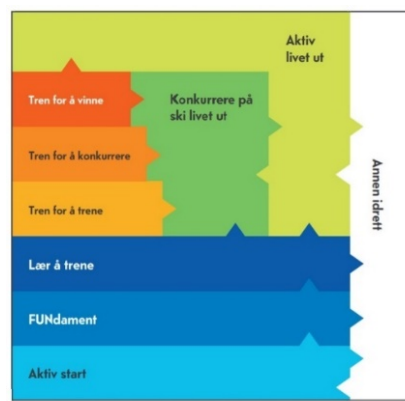 Aktiv
livet ut
Tren for å vinne
Konkurrere på
ski livet ut
Tren for å konkurrere
Tren for å trene
Annen idrett
Lær å trene
FUNdament
Aktiv start